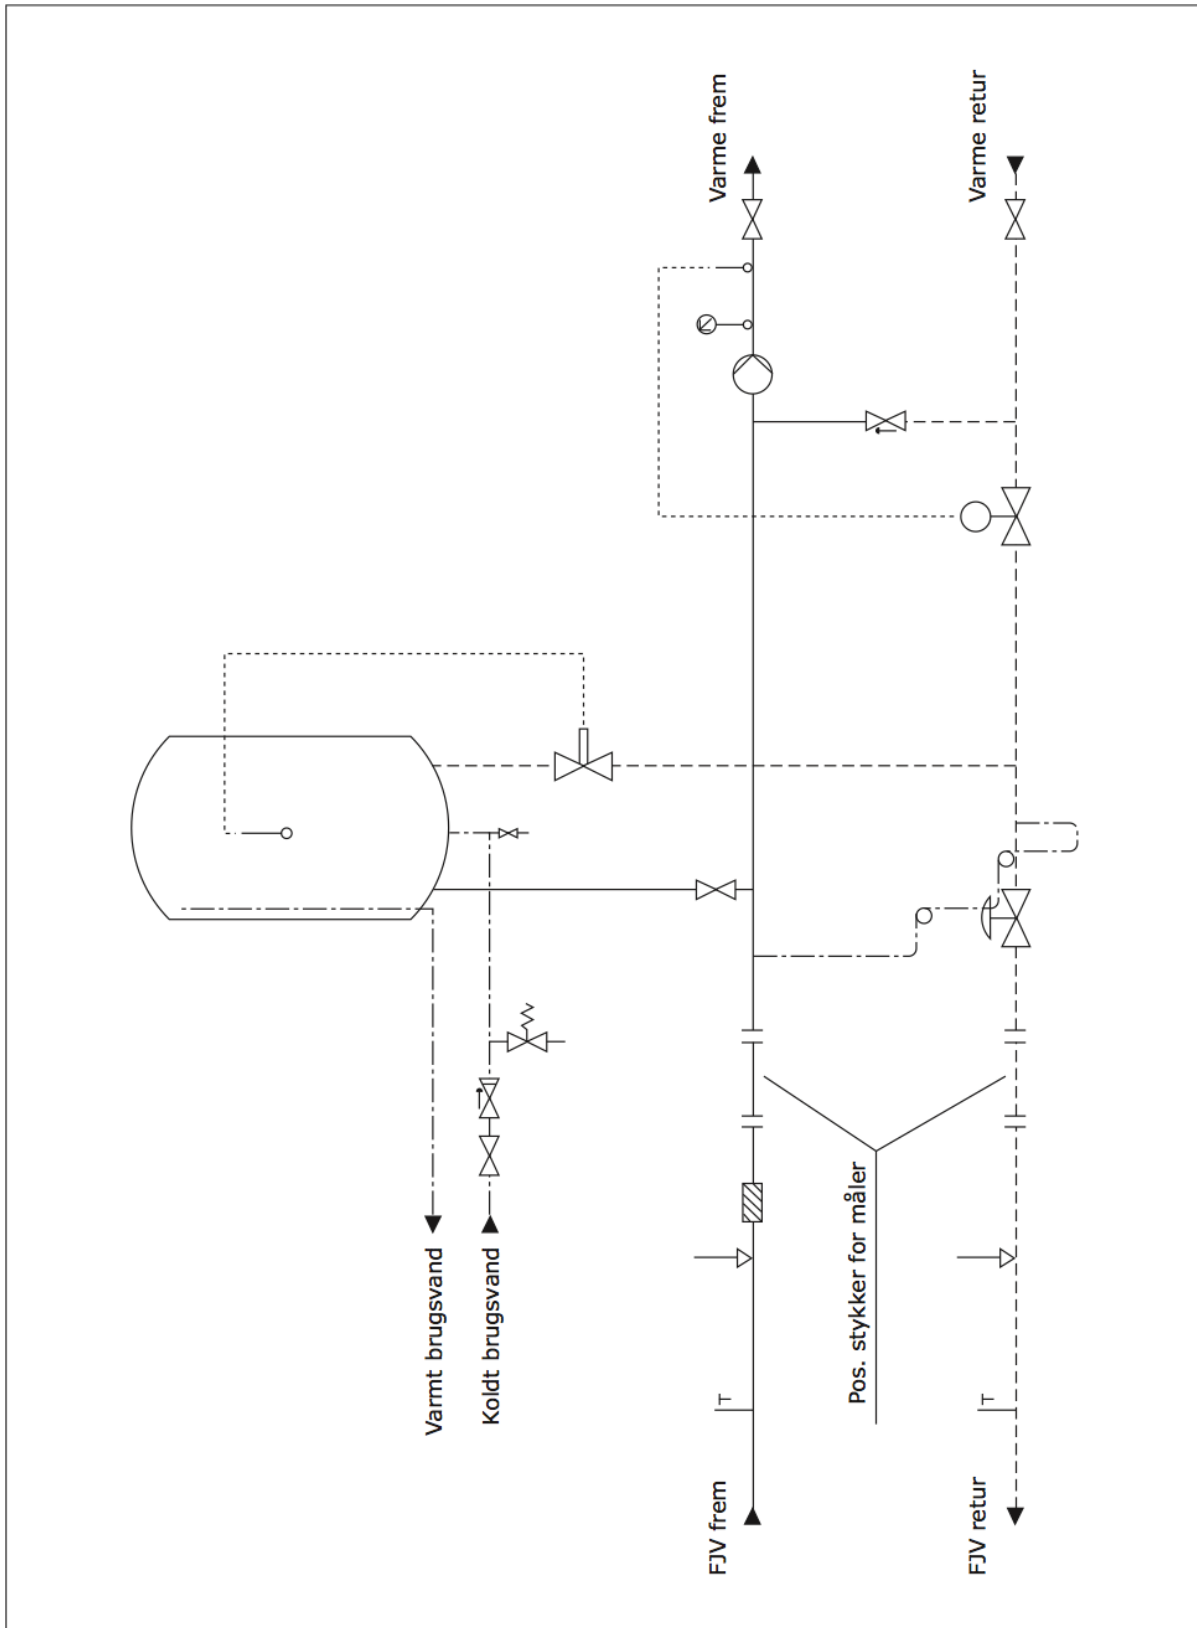 Varme frem
Varme retur
Varmt brugsvand
Koldt brugsvand
Pos. stykker for måler
T
T
FJV frem
FJV retur